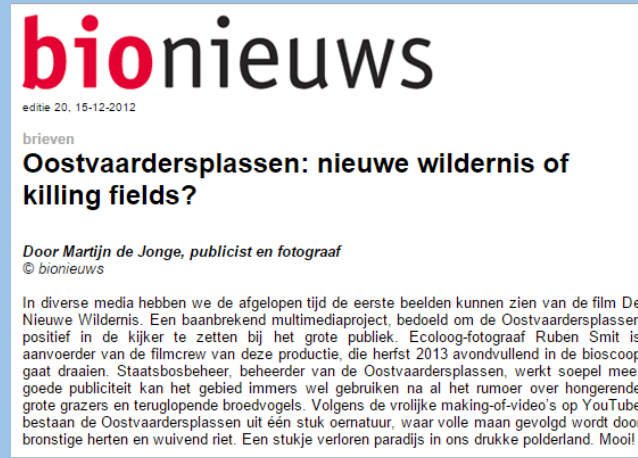 bionieuws
editie 20, 15-12-2012
brieven
Oostvaardersplassen: nieuwe wildernis of
killing fields?
Door Martijn de Jonge, publicist en fotograaf
© bionieuws
In diverse media hebben we de afgelopen tijd de eerste beelden kunnen zien van de film De
Nieuwe Wildernis. Een baanbrekend multimediaproject, bedoeld om de Oostvaardersplassen
positief in de kijker te zetten bij het grote publiek. Ecoloog-fotograaf Ruben Smit is
aanvoerder van de filmcrew van deze productie, die herfst 2013 avondvullend in de bioscoop
gaat draaien. Staatsbosbeheer, beheerder van de Oostvaardersplassen, werkt soepel mee:
goede publiciteit kan het gebied immers wel gebruiken na al het rumoer over hongerende
grote grazers en teruglopende broedvogels. Volgens de vrolijke making-of-video's op YouTube
bestaan de Oostvaardersplassen uit één stuk oernatuur, waar volle maan gevolgd wordt door
bronstige herten en wuivend riet. Een stukje verloren paradijs in ons drukke polderland. Mooi!